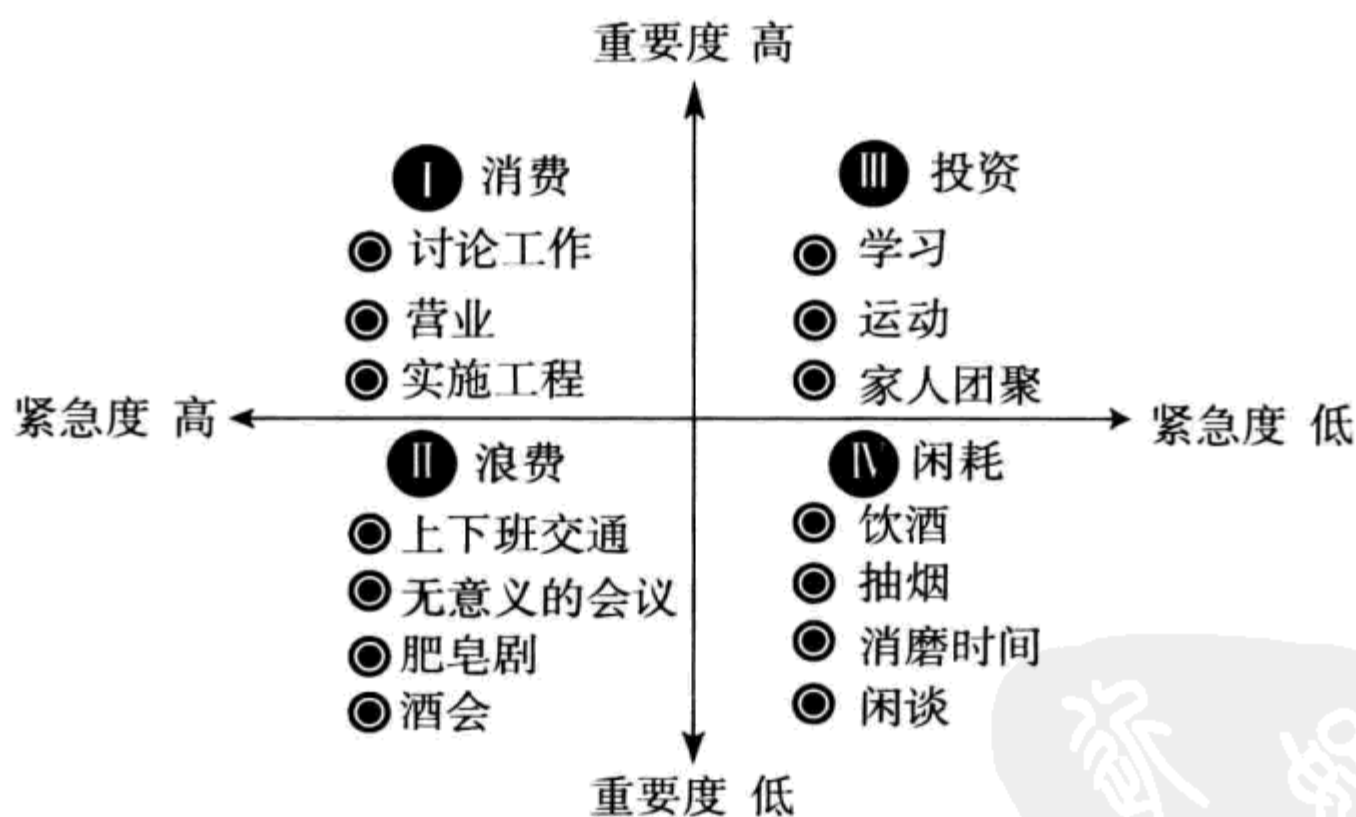 重要度 高
Ⅰ 消费
讨论工作
营业
实施工程
Ⅲ 投资
学习
运动
家人团聚
紧急度 高
紧急度 低
Ⅱ 浪费
上下班交通
无意义的会议
肥皂剧
酒会
Ⅳ 闲耗
饮酒
抽烟
消磨时间
闲谈
重要度 低